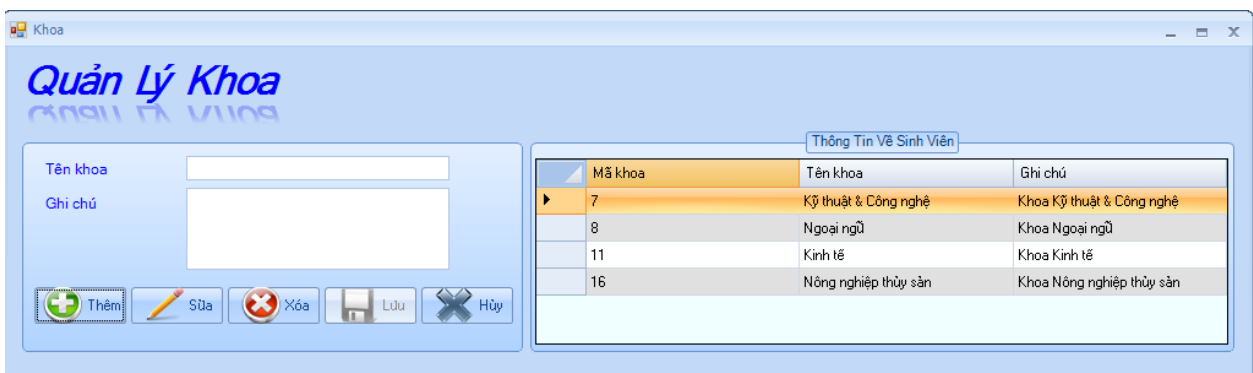 Khoa
Quản Lý Khoa
Tên khoa
Ghi chú
Thêm Sửa Xóa Lưu Hủy
Thông Tin Về Sinh Viên
Mã khoa Tên khoa Ghi chú
7 Kỹ thuật & Công nghệ Khoa Kỹ thuật & Công nghệ
8 Ngoại ngữ Khoa Ngoại ngữ
11 Kinh tế Khoa Kinh tế
16 Nông nghiệp thủy sản Khoa Nông nghiệp thủy sản